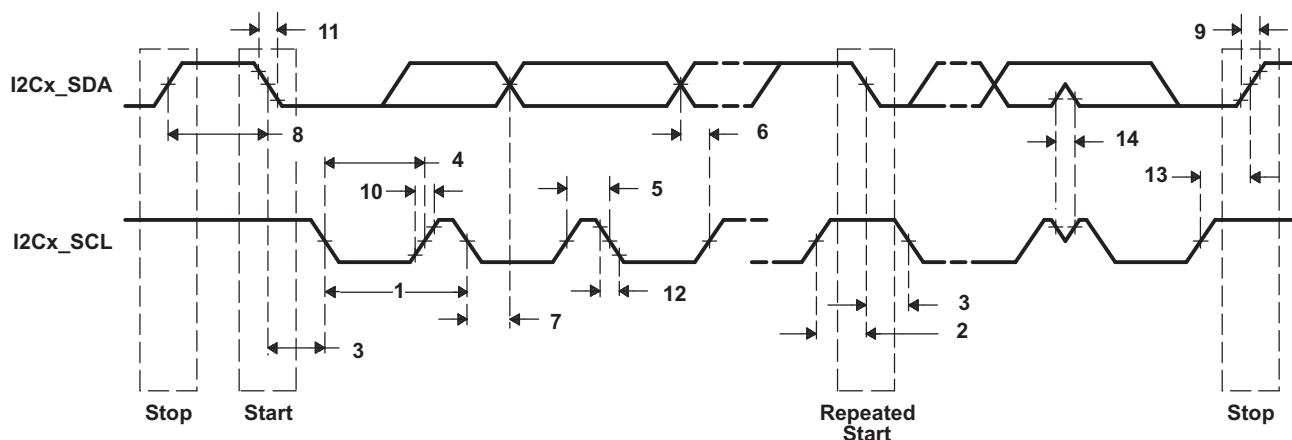 11
9
I2Cx_SDA
8
6
14
4
10
5
13
I2Cx_SCL
1
12
7
3
3
2
Stop
Start
Repeated
Start
Stop